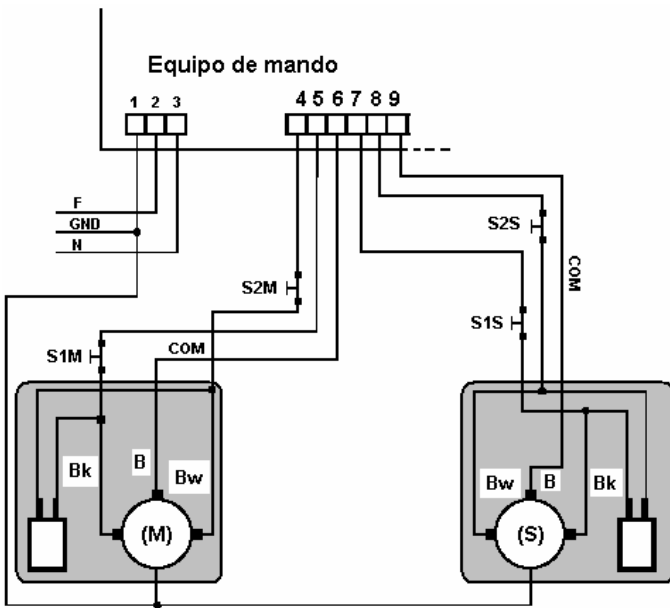 Equipo de mando
1 2 3
4 5 6 7 8 9
F
GND
N
S2S
S2M
COM
S1S
S1M
COM
Bk
B
Bw
Bw
B
Bk
(M)
(S)